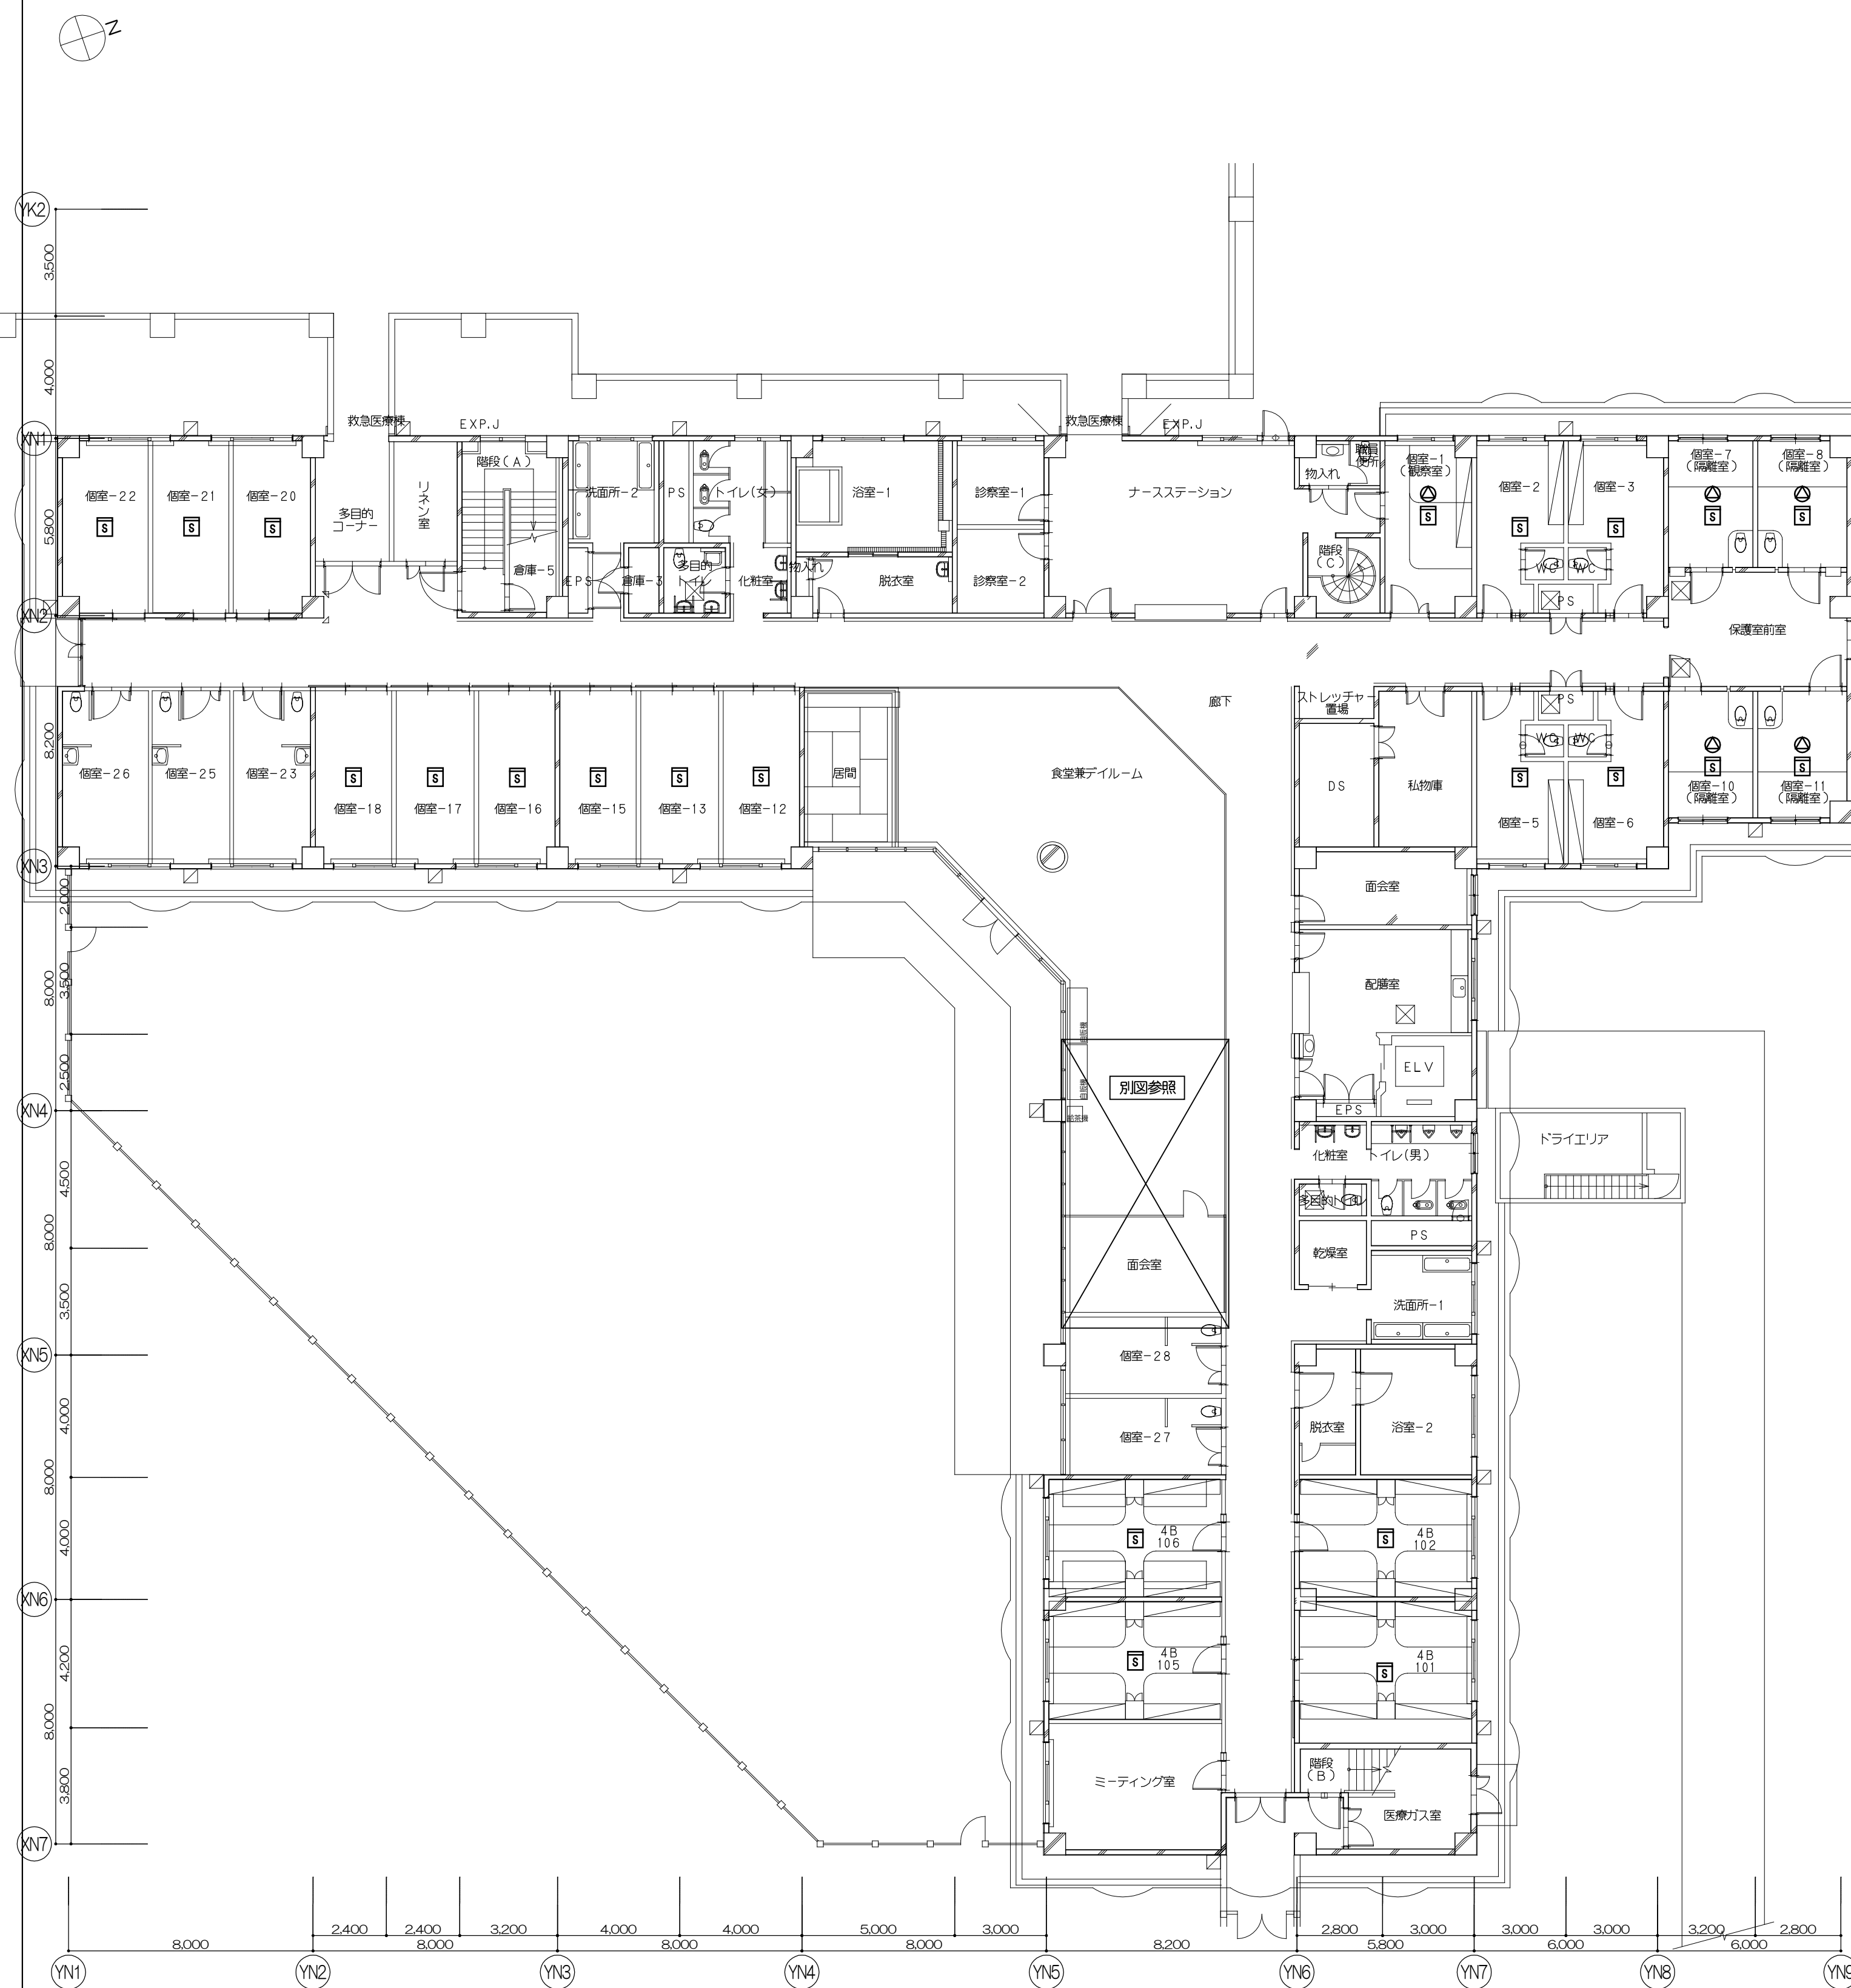 N
YK2
3,500
4,000
救急医療棟
EXP.J
救急医療棟
EXP.J
XN1
階段(A)
個室-22
S
個室-21
S
個室-20
S
多目的
コーナー
リネン室
洗面所-2
PS
トイレ(女)
浴室-1
診察室-1
ナースステーション
物入れ
職員
便所
個室-1
(観察室)
S
個室-2
S
個室-3
S
個室-7
(隔離室)
S
個室-8
(隔離室)
S
5,800
倉庫-5
EPS
倉庫-3
多目的
トイレ
化粧室
物入れ
脱衣室
診察室-2
階段
(C)
WC
WC
PS
XN2
保護室前室
8,200
個室-26
個室-25
個室-23
S
個室-18
S
個室-17
S
個室-16
S
個室-15
S
個室-13
S
個室-12
居間
食堂兼デイルーム
廊下
ストレッチャー
置場
DS
私物庫
PS
WC
WC
S
個室-5
S
個室-6
S
個室-10
(隔離室)
S
個室-11
(隔離室)
XN3
2,000
面会室
8,000
3,500
配膳室
自販機
2,500
自販機
別図参照
ELV
XN4
給茶機
EPS
4,500
化粧室
トイレ(男)
ドライエリア
多目的トイレ
8,000
PS
面会室
乾燥室
3,500
洗面所-1
XN5
個室-28
4,000
個室-27
脱衣室
浴室-2
8,000
4,000
S
4B
106
S
4B
102
XN6
4,200
S
4B
105
S
4B
101
8,000
3,800
ミーティング室
階段
(B)
医療ガス室
XN7
2,400
2,400
3,200
4,000
4,000
5,000
3,000
2,800
3,000
3,000
3,000
3,200
2,800
8,000
8,000
8,000
8,000
8,200
5,800
6,000
6,000
YN1
YN2
YN3
YN4
YN5
YN6
YN7
YN8
YN9